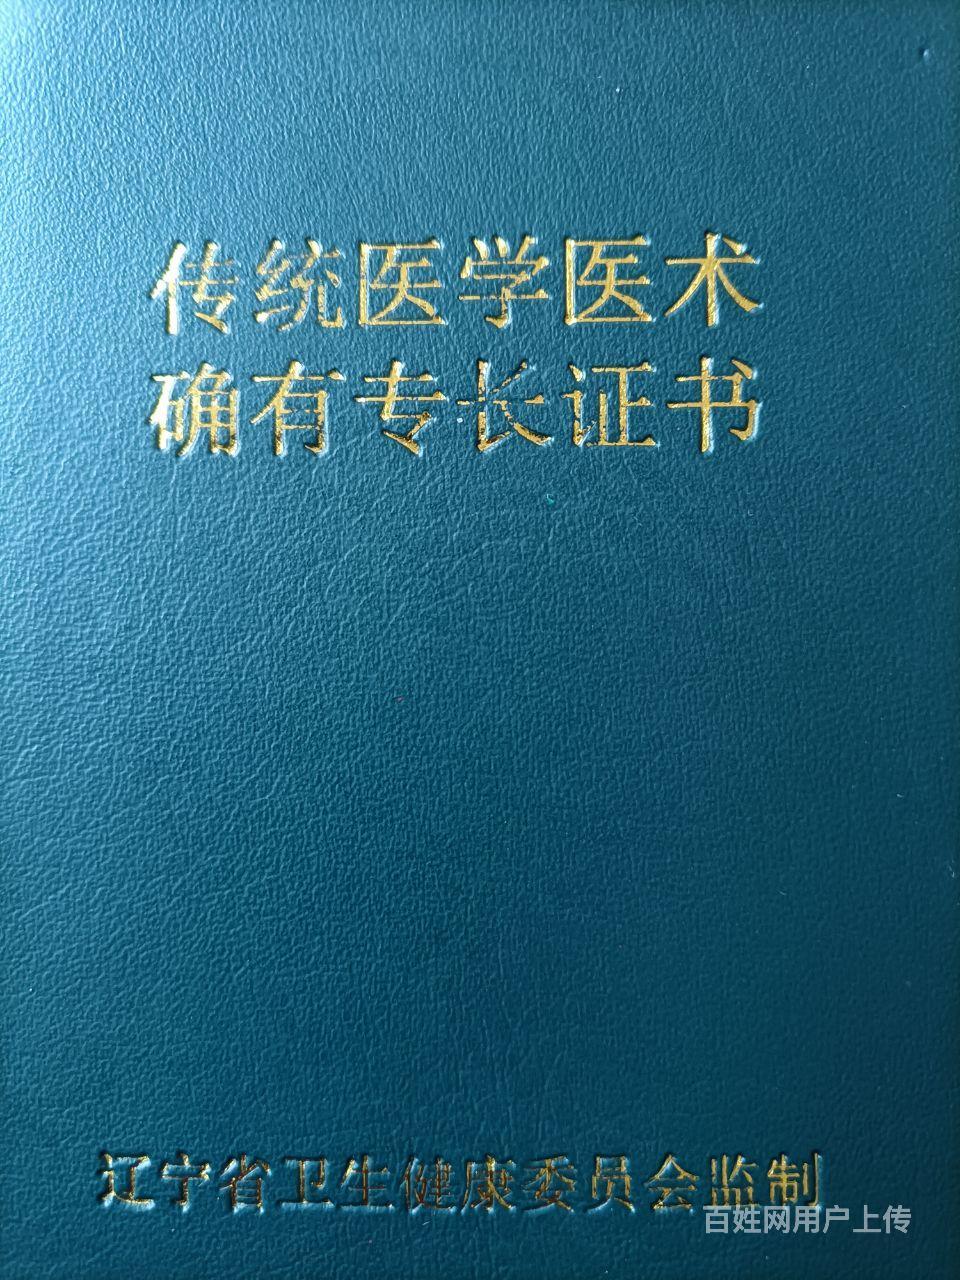 传统医学医术
确有专长证书
辽宁省卫生健康委员会监制
百姓网用户上传